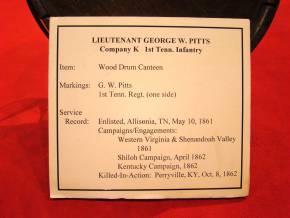 LIEUTENANT GEORGE W. PITTS
Company K 1st Tenn. Infantry
Item: Wood Drum Canteen
Markings: G. W. Pitts
1st Tenn. Regt. (one side)
Service
Record: Enlisted, Allisonia, TN, May 10, 1861
Campaigns/Engagements:
Western Virginia & Shenandoah Valley
1861
Shiloh Campaign, April 1862
Kentucky Campaign, 1862
Killed-In-Action: Perryville, KY, Oct. 8, 1862